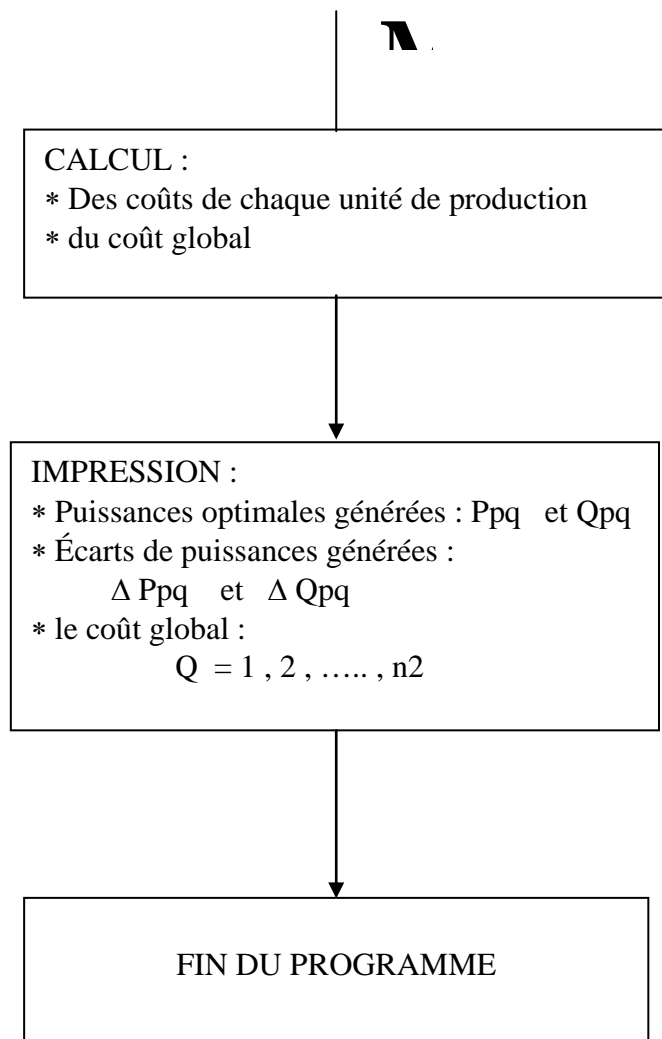 CALCUL :
∗ Des coûts de chaque unité de production
∗ du coût global
IMPRESSION :
∗ Puissances optimales générées : Ppq et Qpq
∗ Écarts de puissances générées :
Δ Ppq et Δ Qpq
∗ le coût global :
Q = 1 , 2 , ….. , n2
FIN DU PROGRAMME